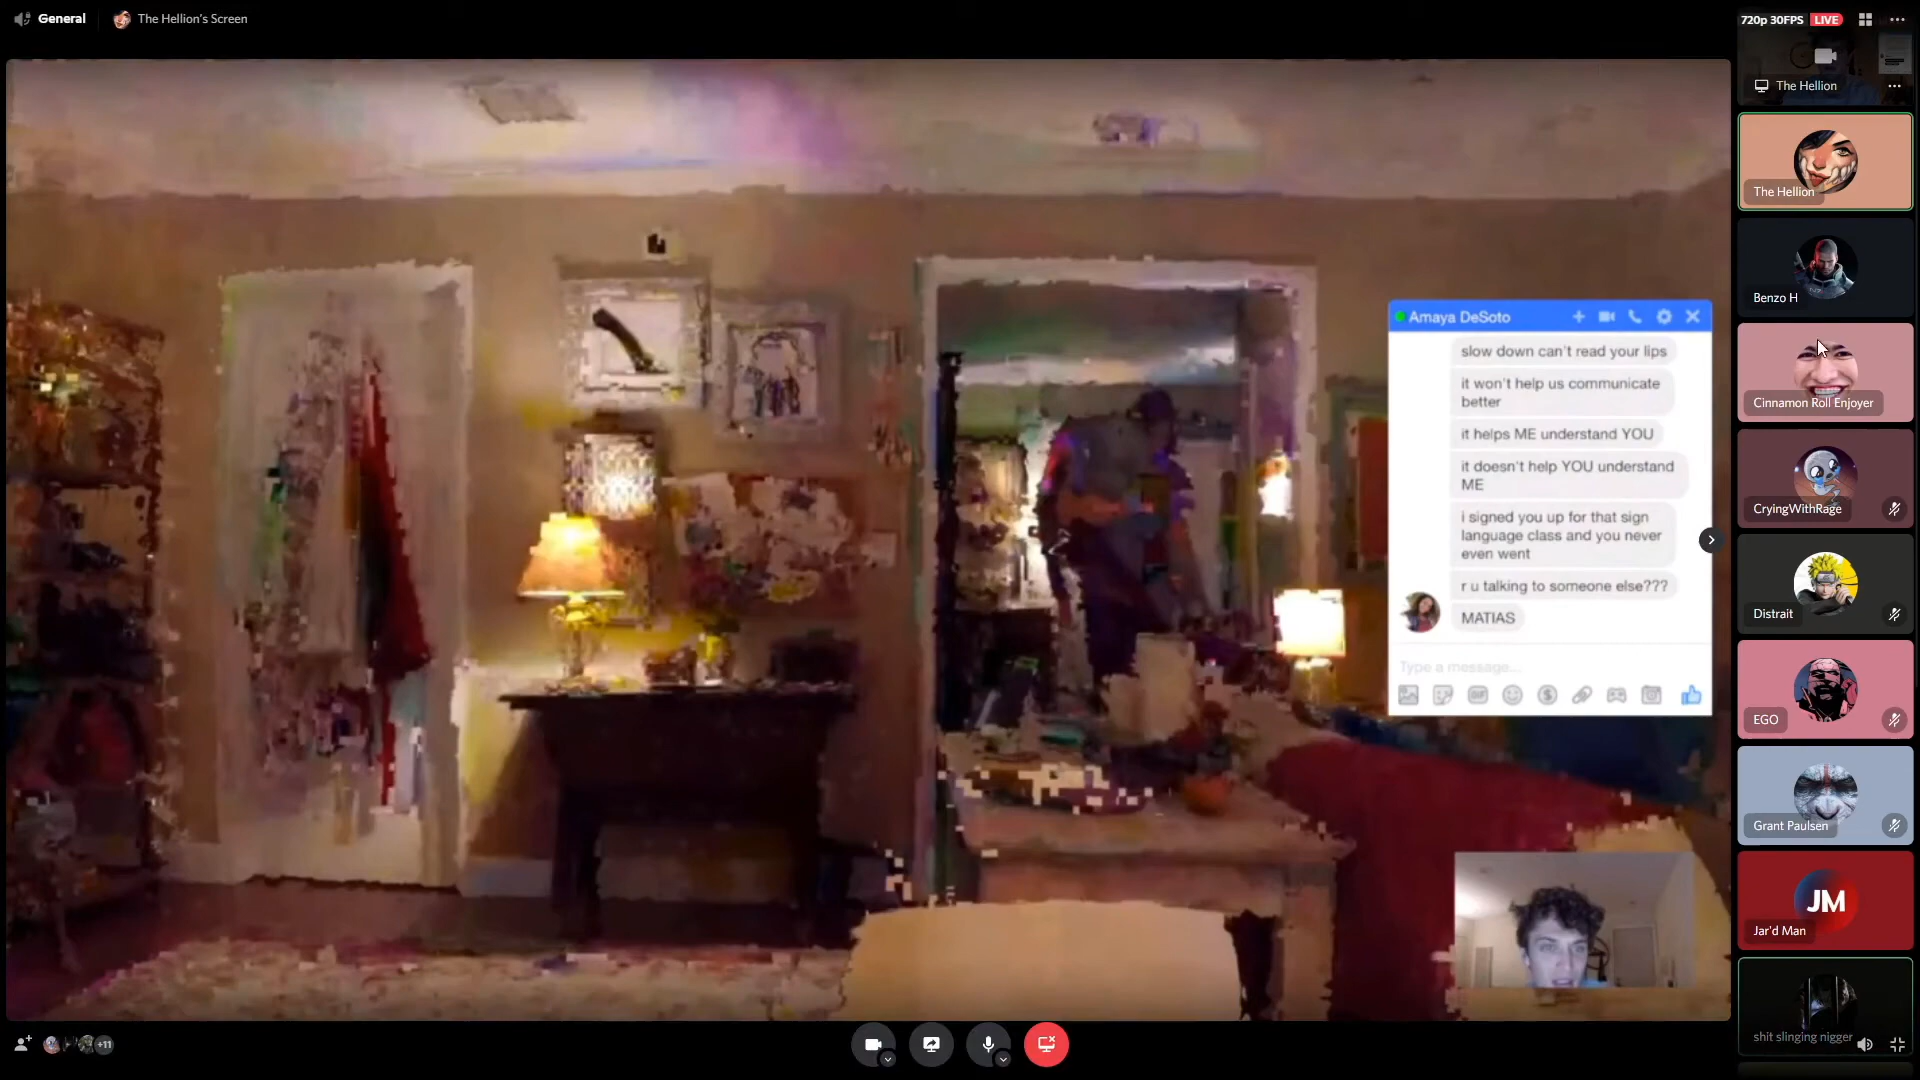 General
The Hellion's Screen
720p 30FPS LIVE
The Hellion
The Hellion
Benzo H
Cinnamon Roll Enjoyer
CryingWithRage
Distrait
EGO
Grant Paulsen
JM
Jar'd Man
shit slinging nigger
Amaya DeSoto
slow down can't read your lips
it won't help us communicate
better
it helps ME understand YOU
it doesn't help YOU understand
ME
i signed you up for that sign
language class and you never
even went
r u talking to someone else???
MATIAS
Type a message...
GIF
+11